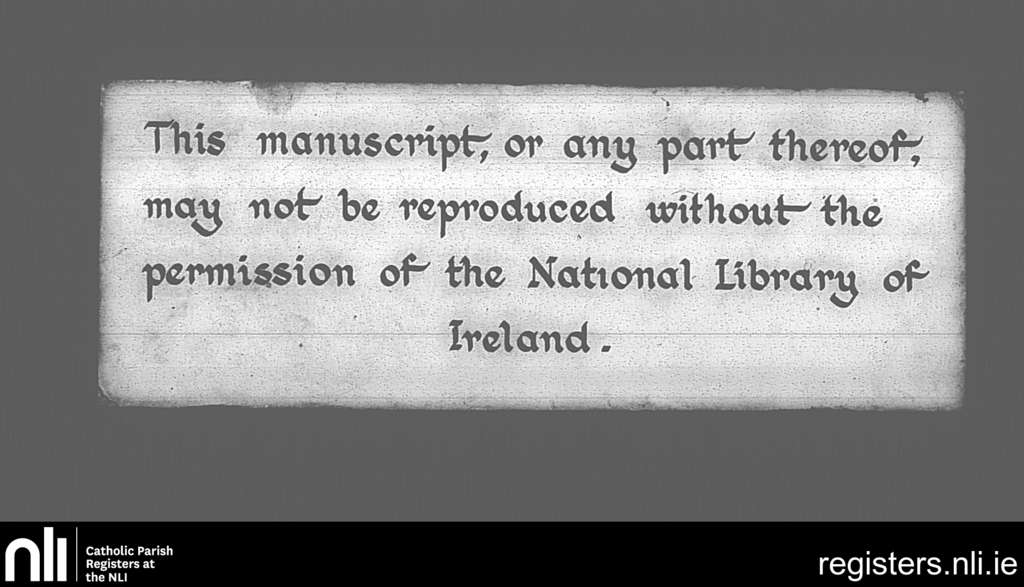 This manuscript, or any part thereof,
may not be reproduced without the
permission of the National Library of
Ireland.
nli
Catholic Parish
Registers at
the NLI
registers.nli.ie